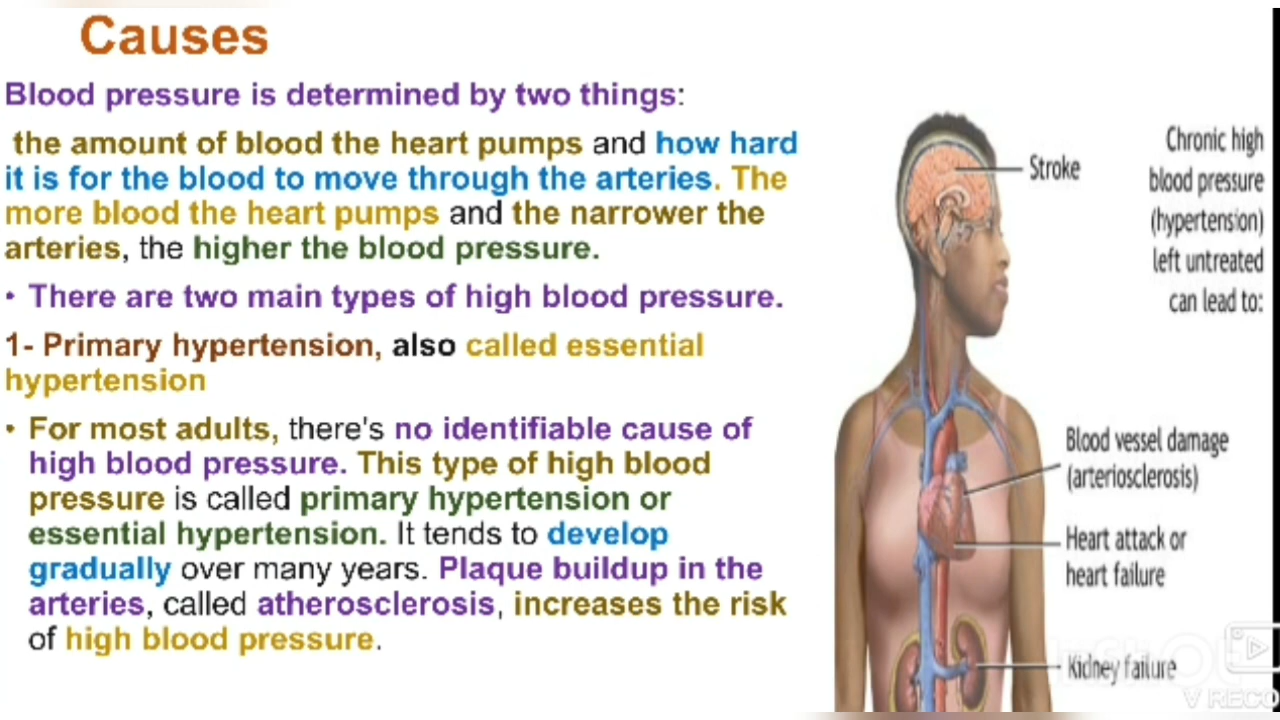 Causes
Blood pressure is determined by two things:
the amount of blood the heart pumps and how hard
it is for the blood to move through the arteries. The
more blood the heart pumps and the narrower the
arteries, the higher the blood pressure.
• There are two main types of high blood pressure.
1- Primary hypertension, also called essential
hypertension
• For most adults, there's no identifiable cause of
high blood pressure. This type of high blood
pressure is called primary hypertension or
essential hypertension. It tends to develop
gradually over many years. Plaque buildup in the
arteries, called atherosclerosis, increases the risk
of high blood pressure.
Chronic high
blood pressure
(hypertension)
left untreated
can lead to:
Stroke
Blood vessel damage
(arteriosclerosis)
Heart attack or
heart failure
Kidney failure
V RECO